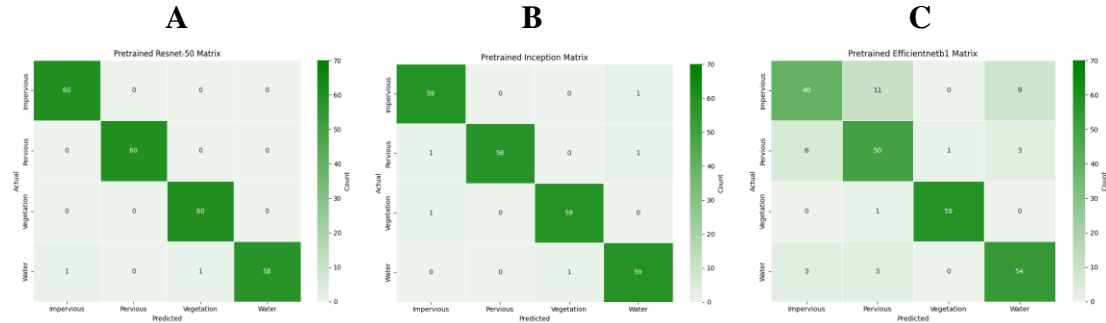 A
B
C
Pretrained Resnet-50 Matrix
Actual
Impervious
Pervious
Vegetation
Water
60 0 0 0
0 60 0 0
0 0 60 0
1 0 1 58
Impervious Pervious Vegetation Water
Predicted
70
60
50
40
30
20
10
0
Count
Pretrained Inception Matrix
Actual
Impervious
Pervious
Vegetation
Water
59 0 0 1
1 58 0 1
1 0 59 0
0 0 1 59
Impervious Pervious Vegetation Water
Predicted
70
60
50
40
30
20
10
0
Count
Pretrained Efficientnetb1 Matrix
Actual
Impervious
Pervious
Vegetation
Water
40 11 0 9
6 50 1 3
0 1 59 0
3 3 0 54
Impervious Pervious Vegetation Water
Predicted
70
60
50
40
30
20
10
0
Count